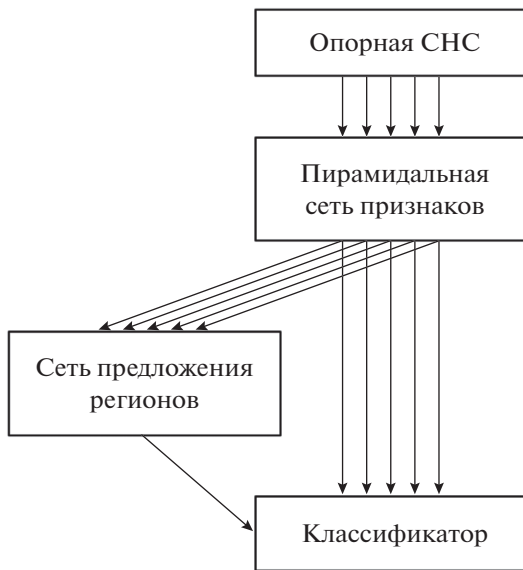 Опорная СНС
Пирамидальная
сеть признаков
Сеть предложения
регионов
Классификатор